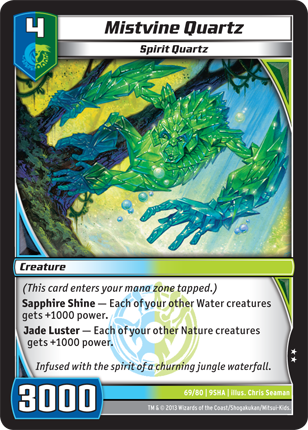 4
Mistvine Quartz
Spirit Quartz
Creature
(This card enters your mana zone tapped.)
Sapphire Shine — Each of your other Water creatures
gets +1000 power.
Jade Luster — Each of your other Nature creatures
gets +1000 power.
Infused with the spirit of a churning jungle waterfall.
3000
69/80 | 9SHA | Illus. Chris Seaman
TM & © 2013 Wizards of the Coast/Shogakukan/Mitsui-Kids.